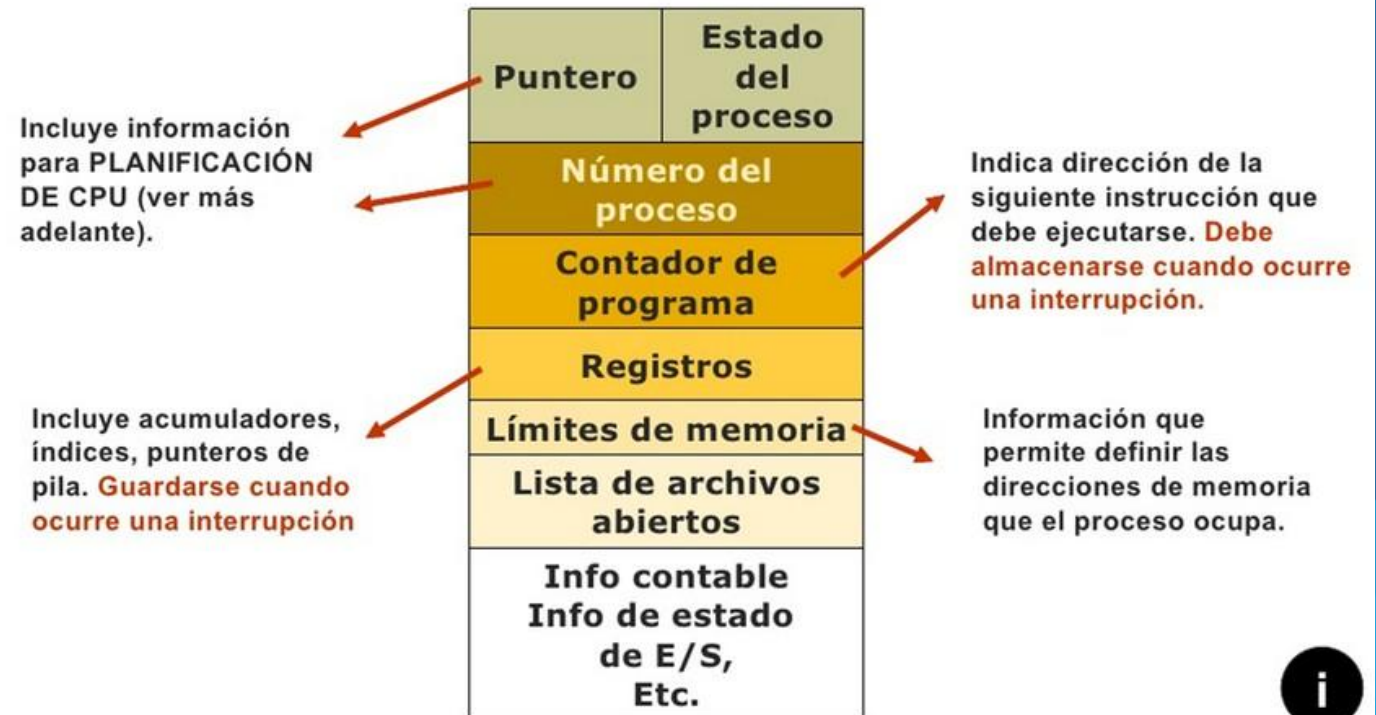 Puntero
Estado
del
proceso
Incluye información
para PLANIFICACIÓN
DE CPU (ver más
adelante).
Número del
proceso
Indica dirección de la
siguiente instrucción que
debe ejecutarse. Debe
almacenarse cuando ocurre
una interrupción.
Contador de
programa
Registros
Incluye acumuladores,
índices, punteros de
pila. Guardarse cuando
ocurre una interrupción
Límites de memoria
Información que
permite definir las
direcciones de memoria
que el proceso ocupa.
Lista de archivos
abiertos
Info contable
Info de estado
de E/S,
Etc.
i